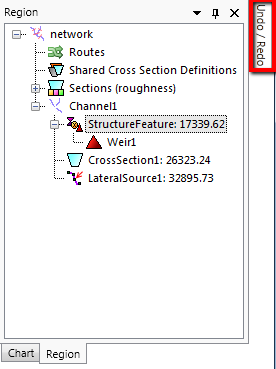 Region
Undo / Redo
network
Routes
Shared Cross Section Definitions
Sections (roughness)
Channel1
StructureFeature: 17339.62
Weir1
CrossSection1: 26323.24
LateralSource1: 32895.73
Chart
Region